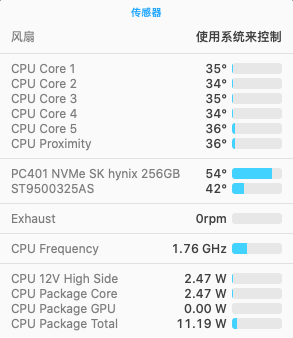 传感器
风扇 使用系统来控制
CPU Core 1 35°
CPU Core 2 34°
CPU Core 3 35°
CPU Core 4 34°
CPU Core 5 36°
CPU Proximity 36°
PC401 NVMe SK hynix 256GB 54°
ST9500325AS 42°
Exhaust 0rpm
CPU Frequency 1.76 GHz
CPU 12V High Side 2.47 W
CPU Package Core 2.47 W
CPU Package GPU 0.00 W
CPU Package Total 11.19 W